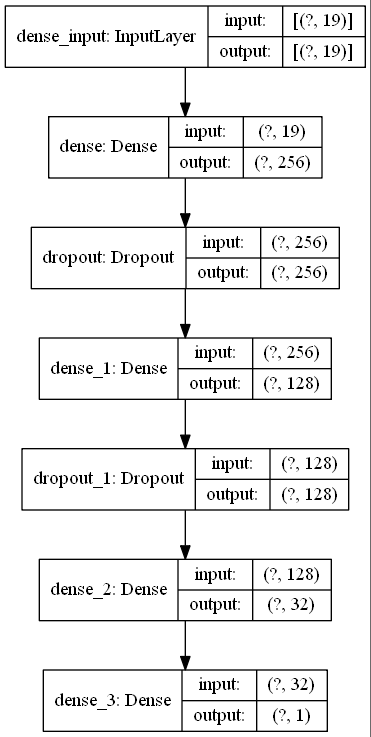 dense_input: InputLayer
input: [(?, 19)]
output: [(?, 19)]
dense: Dense
input: (?, 19)
output: (?, 256)
dropout: Dropout
input: (?, 256)
output: (?, 256)
dense_1: Dense
input: (?, 256)
output: (?, 128)
dropout_1: Dropout
input: (?, 128)
output: (?, 128)
dense_2: Dense
input: (?, 128)
output: (?, 32)
dense_3: Dense
input: (?, 32)
output: (?, 1)